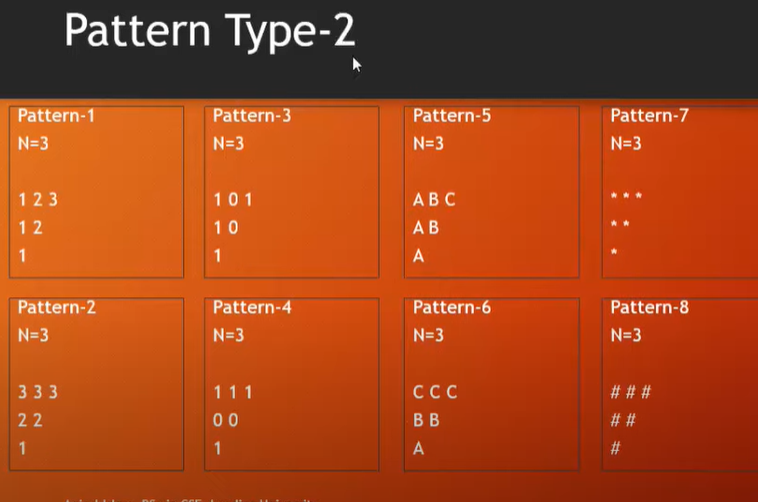 Pattern Type-2
Pattern-1
N=3
1 2 3
1 2
1
Pattern-3
N=3
1 0 1
1 0
1
Pattern-5
N=3
A B C
A B
A
Pattern-7
N=3
* * *
* *
*
Pattern-2
N=3
3 3 3
2 2
1
Pattern-4
N=3
1 1 1
0 0
1
Pattern-6
N=3
C C C
B B
A
Pattern-8
N=3
# # #
# #
#